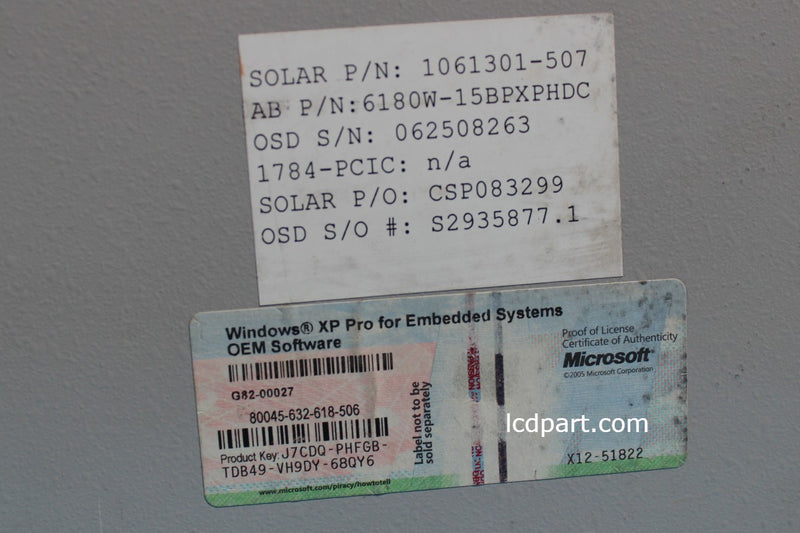 SOLAR P/N: 1061301-507
AB P/N:6180W-15BPXPHDC
OSD S/N: 062508263
1784-PCIC: n/a
SOLAR P/O: CSP083299
OSD S/O #: S2935877.1
Windows® XP Pro for Embedded Systems
OEM Software
G82-00027
80045-632-618-506
Product Key: J7CDQ-PHFGB-
TDB49-VH9DY-68QY6
www.microsoft.com/piracy/howtotell
Label not to be
sold separately
Proof of License
Certificate of Authenticity
Microsoft®
©2005 Microsoft Corporation
lcdpart.com
X12-51822